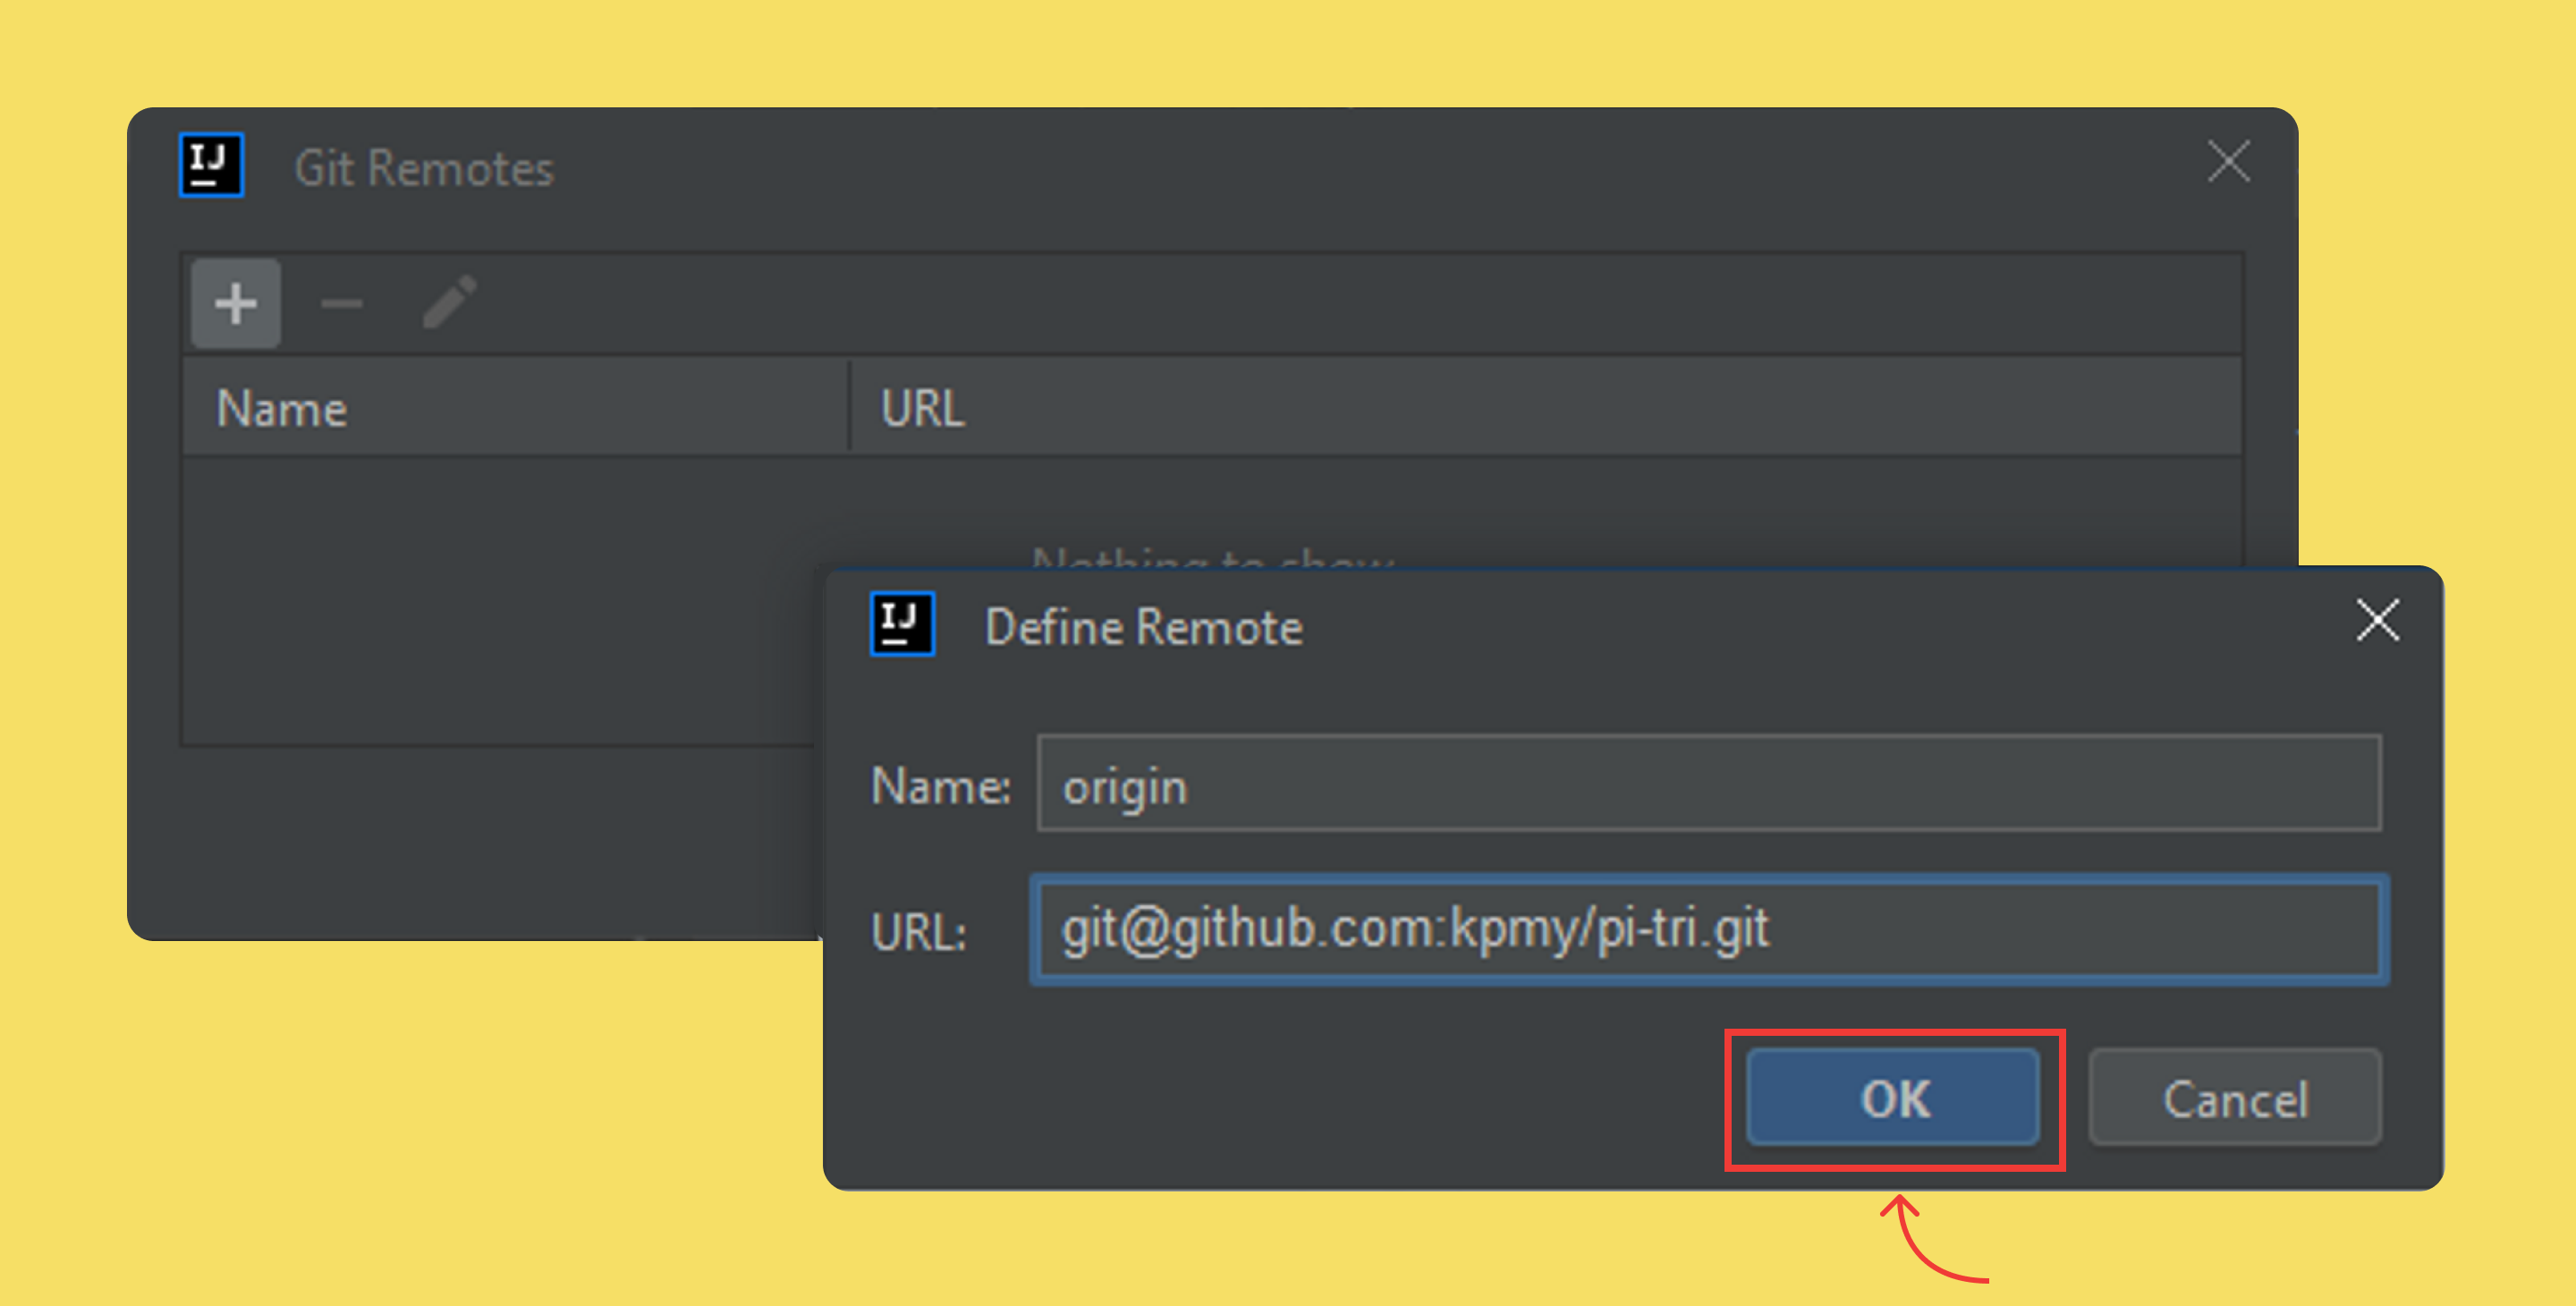 IJ
Git Remotes
Name
URL
Nothing to show
IJ
Define Remote
Name: origin
URL: git@github.com:kpmy/pi-tri.git
OK
Cancel